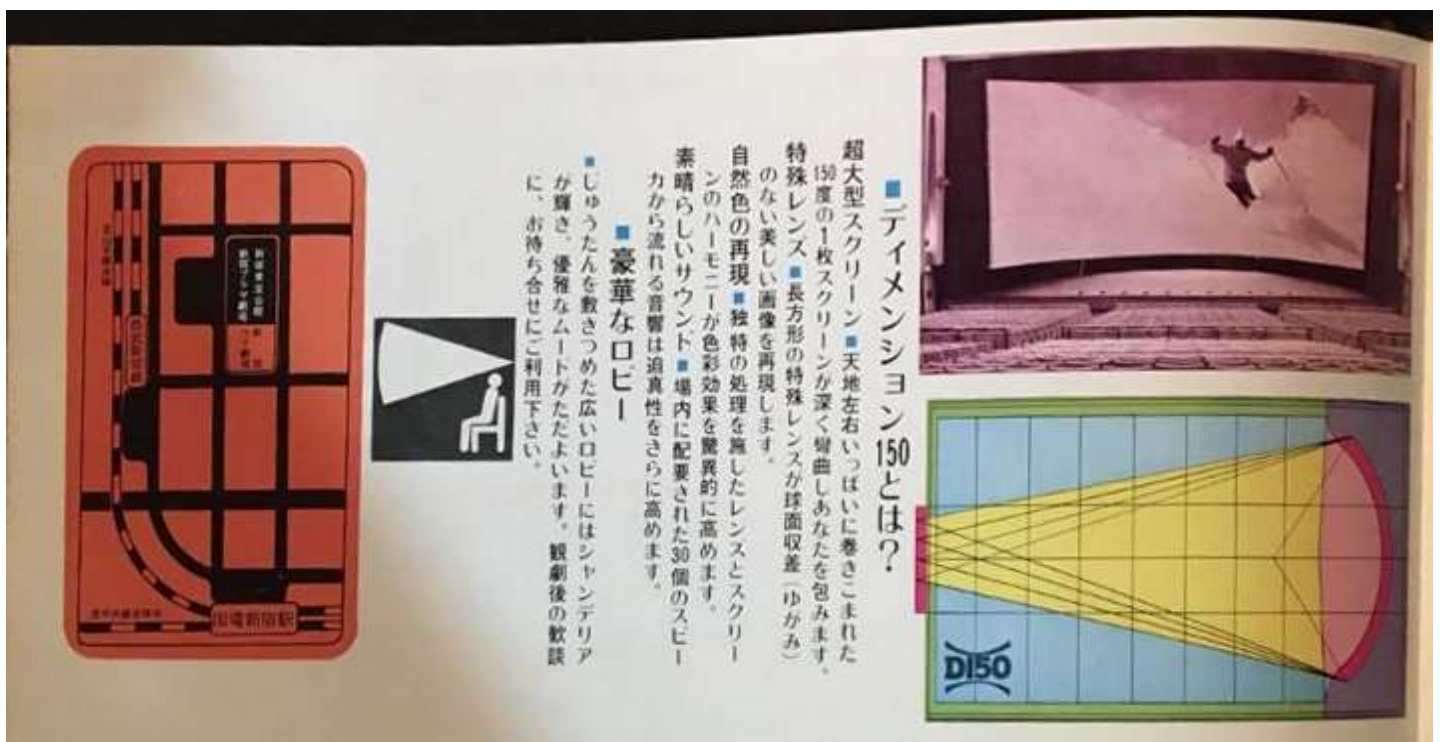 ■ディメンション150とは?
超大型スクリーン■天地左右いっぱいに巻きこまれた
150度の1枚スクリーンが深く彎曲しあなたを包みます。
特殊レンズ■長方形の特殊レンズが球面収差(ゆがみ)
のない美しい画像を再現します。
自然色の再現■独特の処理を施したレンズとスクリー
ンのハーモニーが色彩効果を驚異的に高めます。
素晴らしいサウンド■場内に配要された30個のスピー
カから流れる音響は迫真性をさらに高めます。
■豪華なロビー
■じゅうたんを敷きつめた広いロビーにはシャンデリア
が輝き、優雅なムードがただよいます。観劇後の歓談
に、お待ち合せにご利用下さい。
D150
国電新宿駅